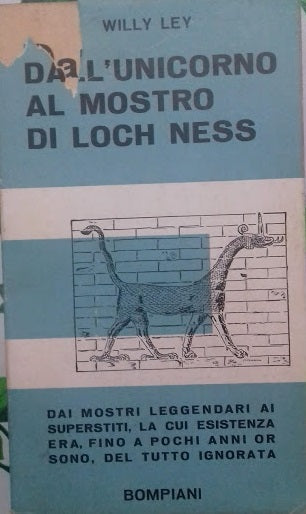 WILLY LEY
DALL'UNICORNO
AL MOSTRO
DI LOCH NESS
DAI MOSTRI LEGGENDARI AI
SUPERSTITI, LA CUI ESISTENZA
ERA, FINO A POCHI ANNI OR
SONO, DEL TUTTO IGNORATA
BOMPIANI